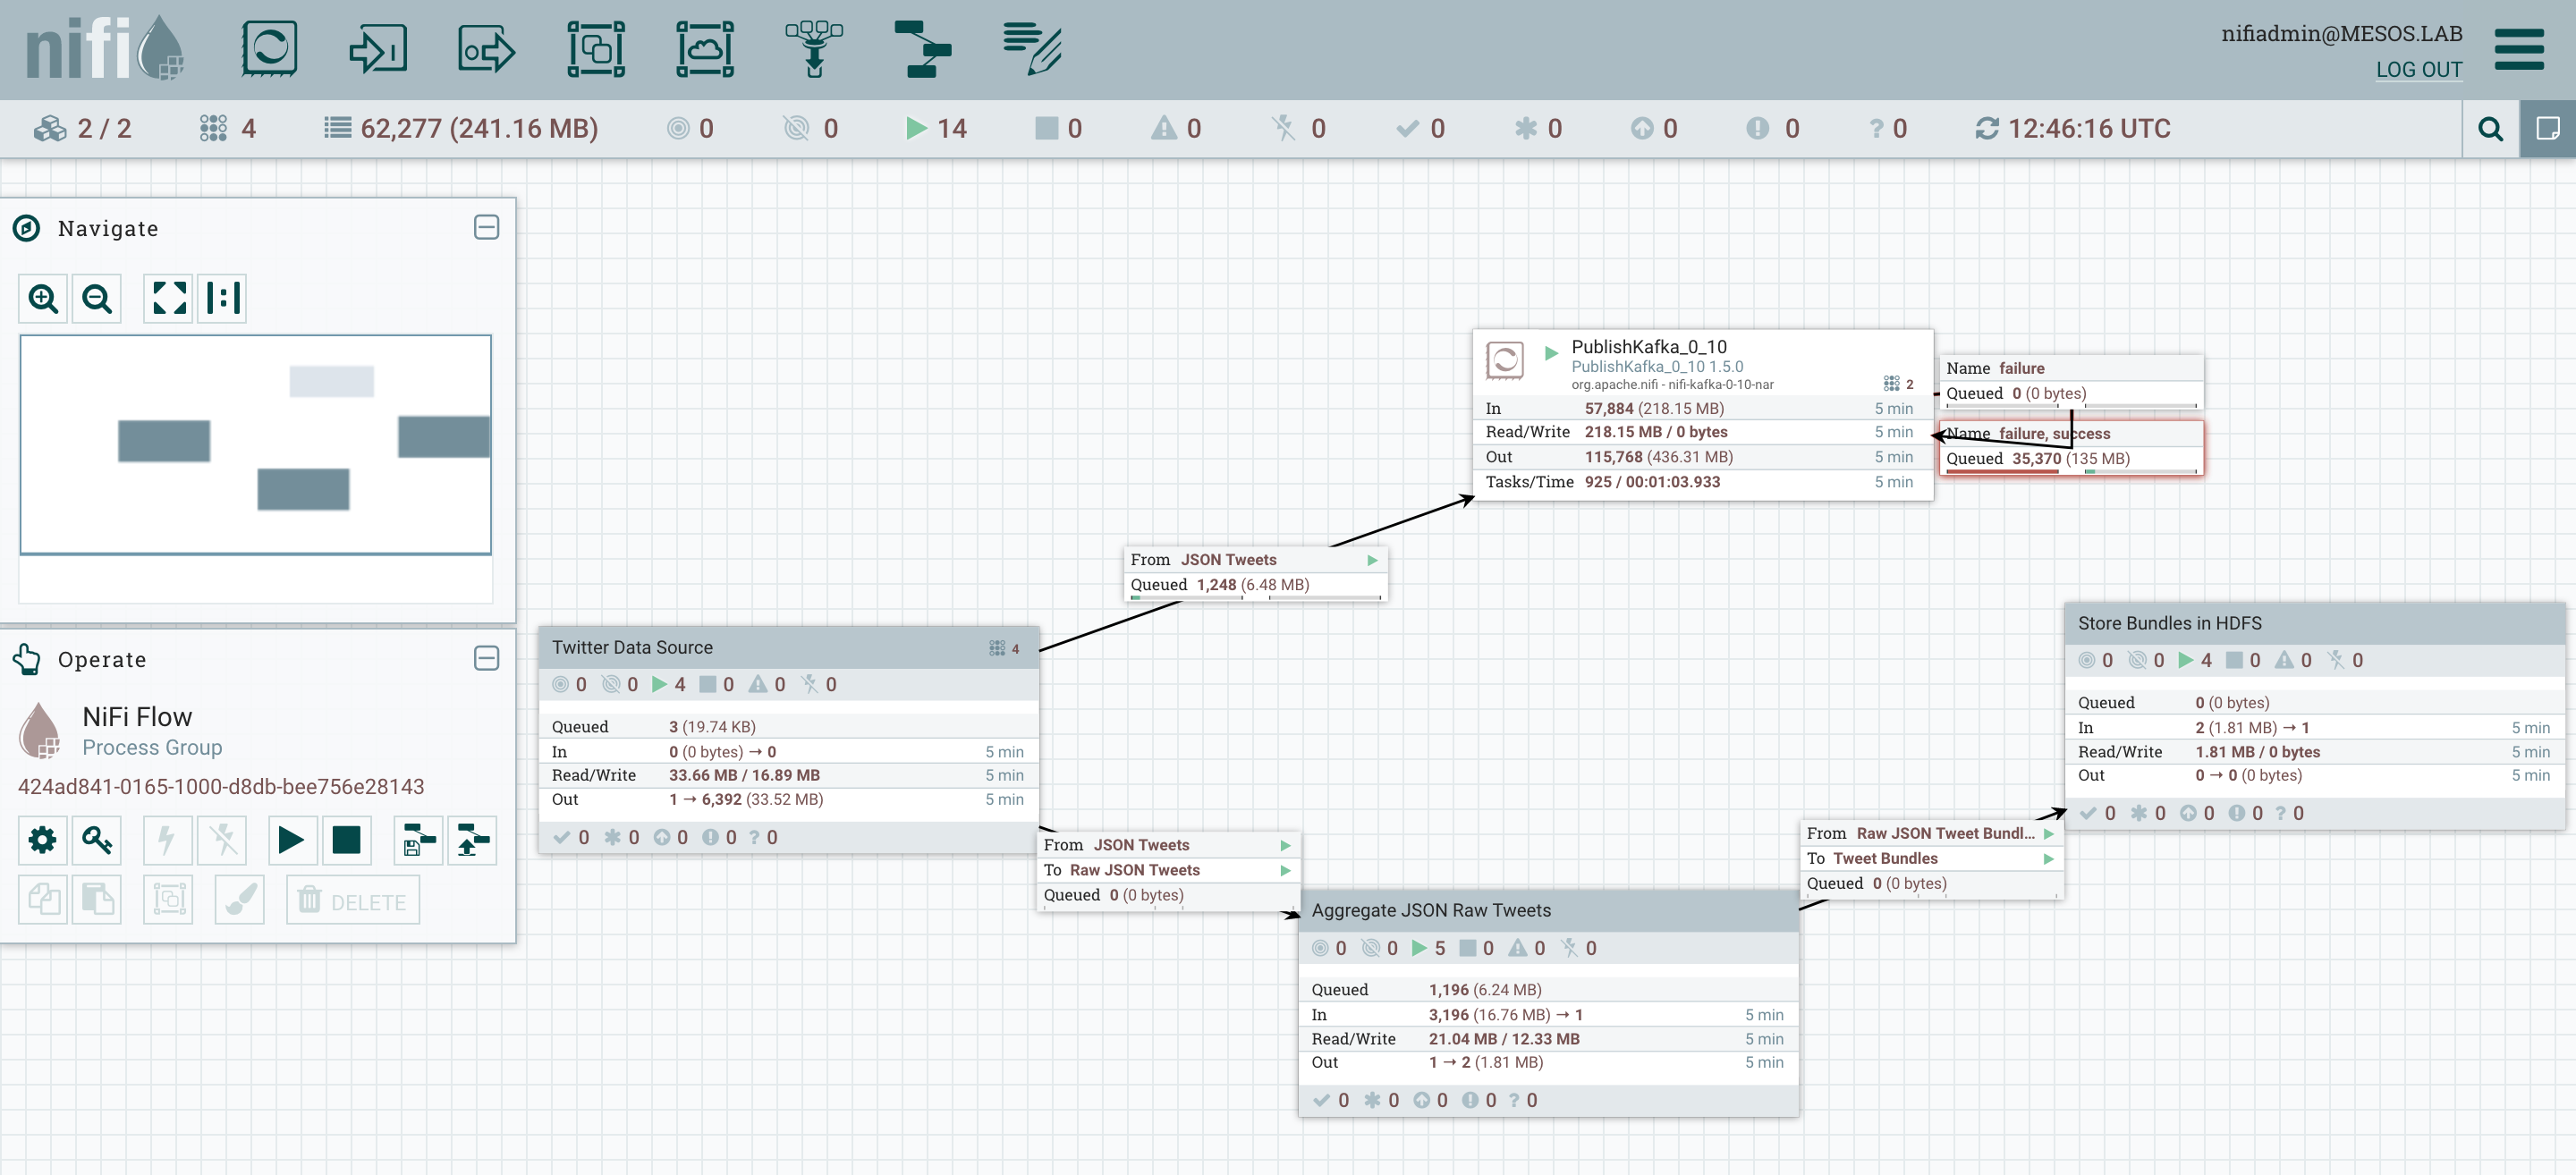 nifi
nifiadmin@MESOS.LAB
LOG OUT
2 / 2 4 62,277 (241.16 MB) 0 0 14 0 0 0 0 0 0 0 ? 0 12:46:16 UTC
Navigate
Operate
NiFi Flow
Process Group
424ad841-0165-1000-d8db-bee756e28143
DELETE
PublishKafka_0_10
PublishKafka_0_10 1.5.0
org.apache.nifi - nifi-kafka-0-10-nar 2
In 57,884 (218.15 MB) 5 min
Read/Write 218.15 MB / 0 bytes 5 min
Out 115,768 (436.31 MB) 5 min
Tasks/Time 925 / 00:01:03.933 5 min
Name failure
Queued 0 (0 bytes)
Name failure, success
Queued 35,370 (135 MB)
From JSON Tweets
Queued 1,248 (6.48 MB)
Twitter Data Source 4
0 0 4 0 0 0
Queued 3 (19.74 KB)
In 0 (0 bytes) → 0 5 min
Read/Write 33.66 MB / 16.89 MB 5 min
Out 1 → 6,392 (33.52 MB) 5 min
0 0 0 0 ? 0
From JSON Tweets
To Raw JSON Tweets
Queued 0 (0 bytes)
Aggregate JSON Raw Tweets
0 0 5 0 0 0
Queued 1,196 (6.24 MB)
In 3,196 (16.76 MB) → 1 5 min
Read/Write 21.04 MB / 12.33 MB 5 min
Out 1 → 2 (1.81 MB) 5 min
0 0 0 0 ? 0
From Raw JSON Tweet Bundl...
To Tweet Bundles
Queued 0 (0 bytes)
Store Bundles in HDFS
0 0 4 0 0 0
Queued 0 (0 bytes)
In 2 (1.81 MB) → 1 5 min
Read/Write 1.81 MB / 0 bytes 5 min
Out 0 → 0 (0 bytes) 5 min
0 0 0 0 ? 0